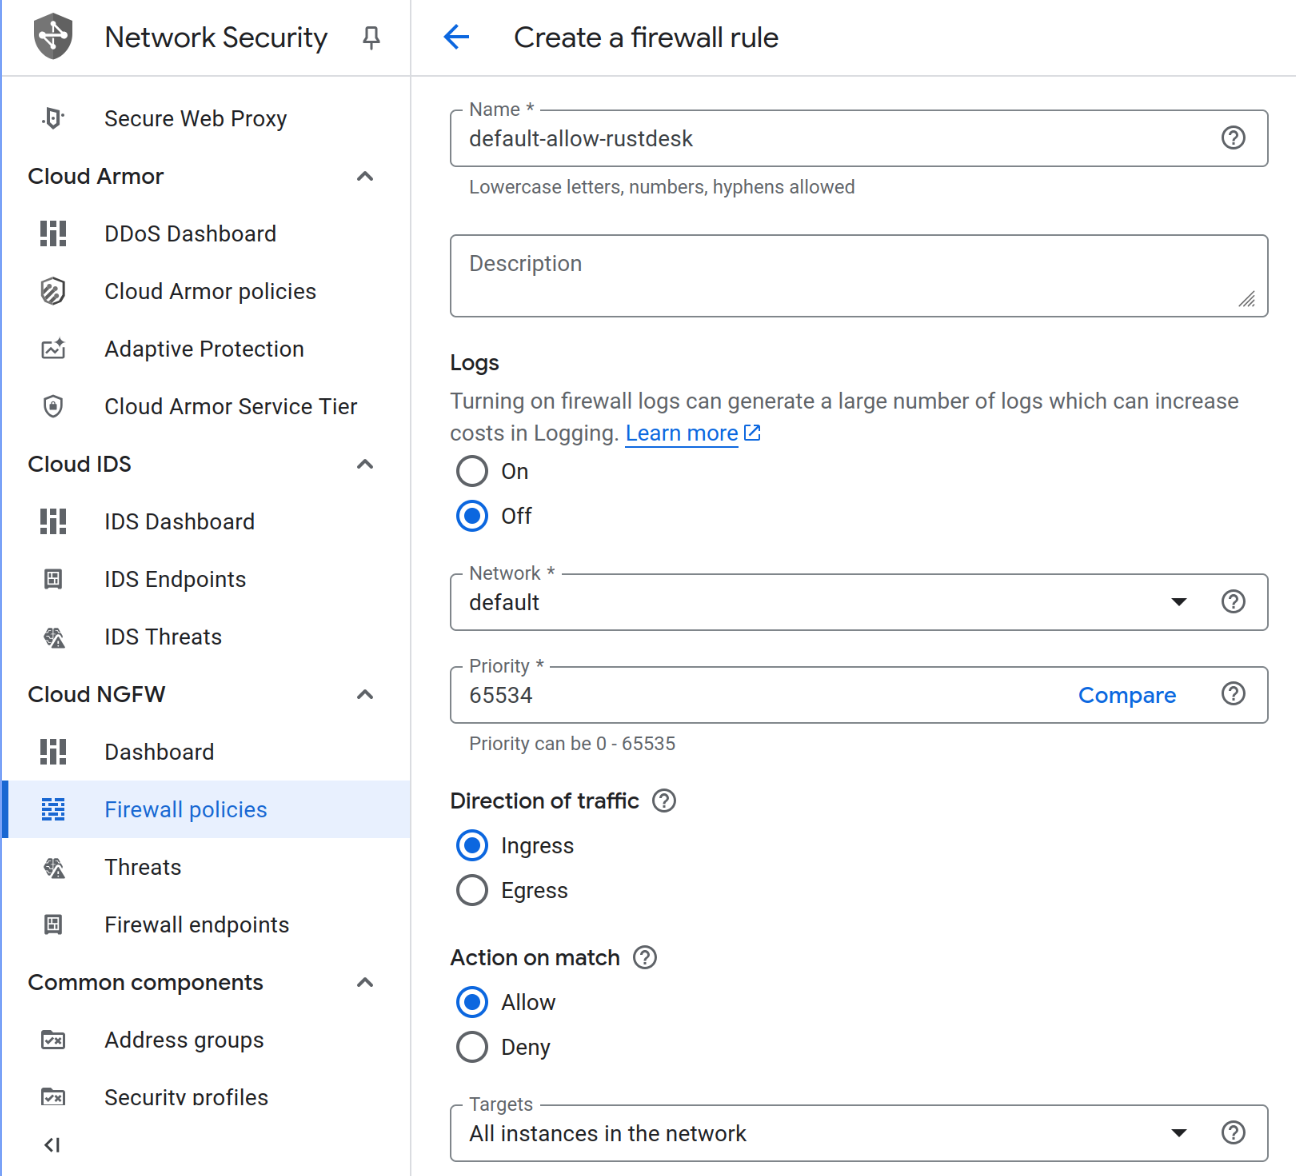 Network Security
Create a firewall rule
Secure Web Proxy
Cloud Armor
DDoS Dashboard
Cloud Armor policies
Adaptive Protection
Cloud Armor Service Tier
Cloud IDS
IDS Dashboard
IDS Endpoints
IDS Threats
Cloud NGFW
Dashboard
Firewall policies
Threats
Firewall endpoints
Common components
Address groups
Security profiles
Name *
default-allow-rustdesk
Lowercase letters, numbers, hyphens allowed
Description
Logs
Turning on firewall logs can generate a large number of logs which can increase
costs in Logging. Learn more
On
Off
Network *
default
Priority *
65534
Compare
Priority can be 0 - 65535
Direction of traffic
Ingress
Egress
Action on match
Allow
Deny
Targets
All instances in the network